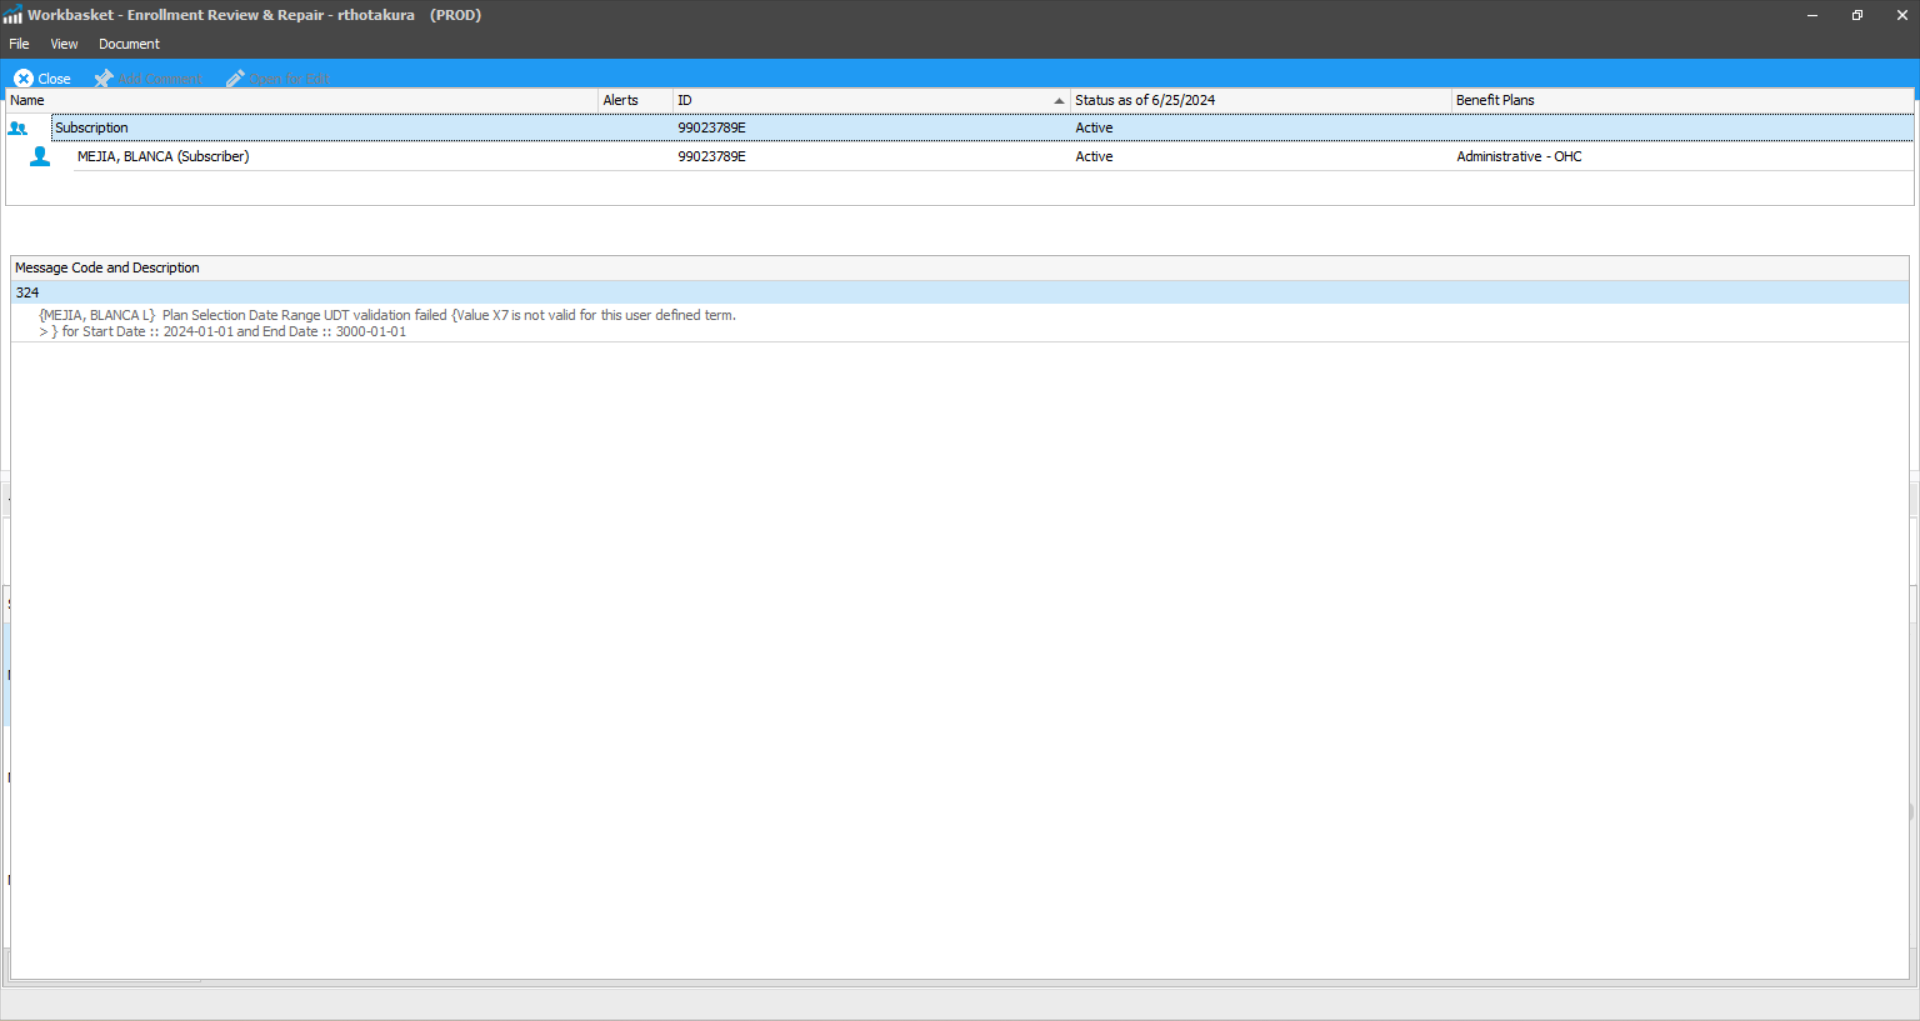 Workbasket - Enrollment Review & Repair - rthotakura (PROD)
File View Document
Close Add Comment Open for Edit
Name Alerts ID Status as of 6/25/2024 Benefit Plans
Subscription 99023789E Active
MEJIA, BLANCA (Subscriber) 99023789E Active Administrative - OHC
Message Code and Description
324
{MEJIA, BLANCA L} Plan Selection Date Range UDT validation failed {Value X7 is not valid for this user defined term.
> } for Start Date :: 2024-01-01 and End Date :: 3000-01-01